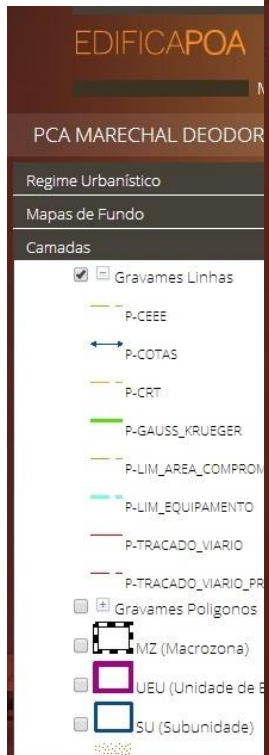 EDIFICAPOA
PCA MARECHAL DEODOR
Regime Urbanístico
Mapas de Fundo
Camadas
Gravames Linhas
P-CEEE
P-COTAS
P-CRT
P-GAUSS_KRUEGER
P-LIM_AREA_COMPROM
P-LIM_EQUIPAMENTO
P-TRACADO_VIARIO
P-TRACADO_VIARIO_PR
Gravames Poligonos
MZ (Macrozona)
UEU (Unidade de E
SU (Subunidade)